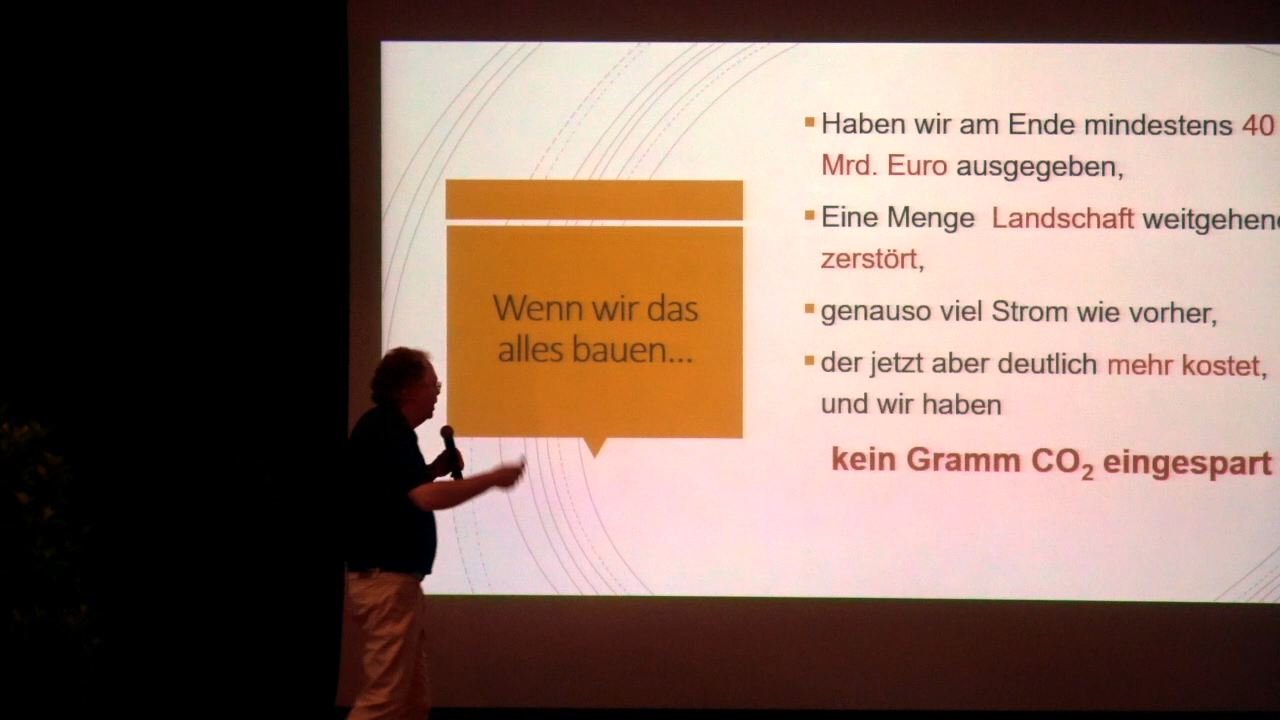 Wenn wir das
alles bauen...
Haben wir am Ende mindestens 40
Mrd. Euro ausgegeben,
Eine Menge Landschaft weitgehend
zerstört,
genauso viel Strom wie vorher,
der jetzt aber deutlich mehr kostet,
und wir haben
kein Gramm CO₂ eingespart